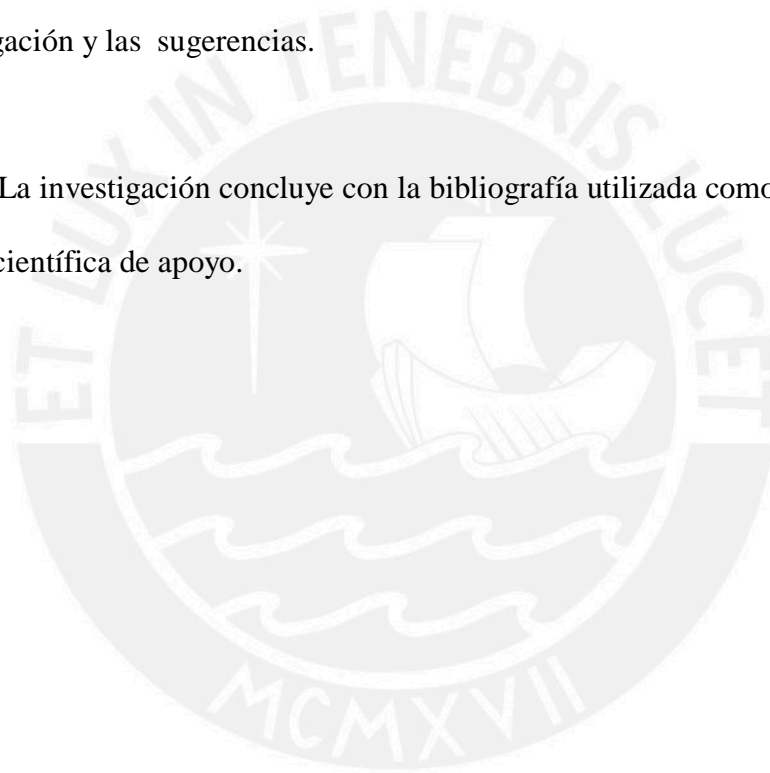 gación y las  sugerencias.
La investigación concluye con la bibliografía utilizada como
científica de apoyo.
ET LUX IN TENEBRIS LUCET
MCMXVII